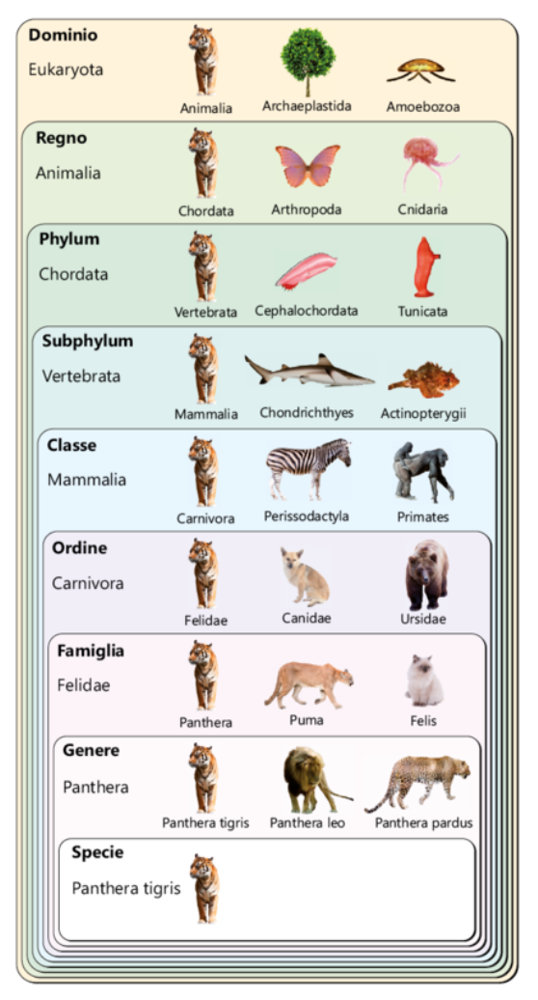 Dominio
Eukaryota
Animalia Archaeplastida Amoebozoa
Regno
Animalia
Chordata Arthropoda Cnidaria
Phylum
Chordata
Vertebrata Cephalochordata Tunicata
Subphylum
Vertebrata
Mammalia Chondrichthyes Actinopterygii
Classe
Mammalia
Carnivora Perissodactyla Primates
Ordine
Carnivora
Felidae Canidae Ursidae
Famiglia
Felidae
Panthera Puma Felis
Genere
Panthera
Panthera tigris Panthera leo Panthera pardus
Specie
Panthera tigris